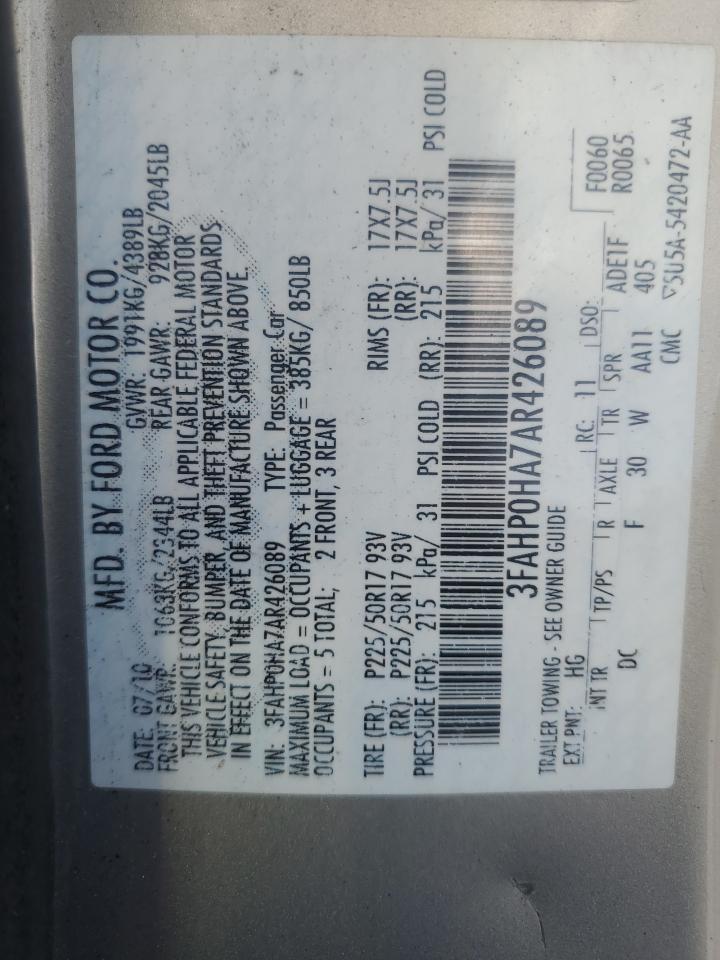 MFD. BY FORD MOTOR CO.
DATE: 07/10 GVWR: 1991KG/4389LB
FRONT GAWR: 1063KG/2344LB REAR GAWR: 928KG/2045LB
THIS VEHICLE CONFORMS TO ALL APPLICABLE FEDERAL MOTOR
VEHICLE SAFETY, BUMPER, AND THEFT PREVENTION STANDARDS
IN EFFECT ON THE DATE OF MANUFACTURE SHOWN ABOVE.
VIN: 3FAHP0HA7AR426089 TYPE: Passenger Car
MAXIMUM LOAD = OCCUPANTS + LUGGAGE = 385KG/ 850LB
OCCUPANTS = 5 TOTAL; 2 FRONT, 3 REAR
TIRE (FR): P225/50R17 93V RIMS (FR): 17X7.5J
(RR): P225/50R17 93V (RR): 17X7.5J
PRESSURE (FR): 215 kPa/ 31 PSI COLD (RR): 215 kPa/ 31 PSI COLD
3FAHP0HA7AR426089
TRAILER TOWING - SEE OWNER GUIDE
EXT PNT: HG RC: 11 DSO: F0060
INT TR TP/PS R AXLE TR SPR R0065
DC F 30 W AA11 ADE1F
405
CMC ▽5U5A-5420472-AA